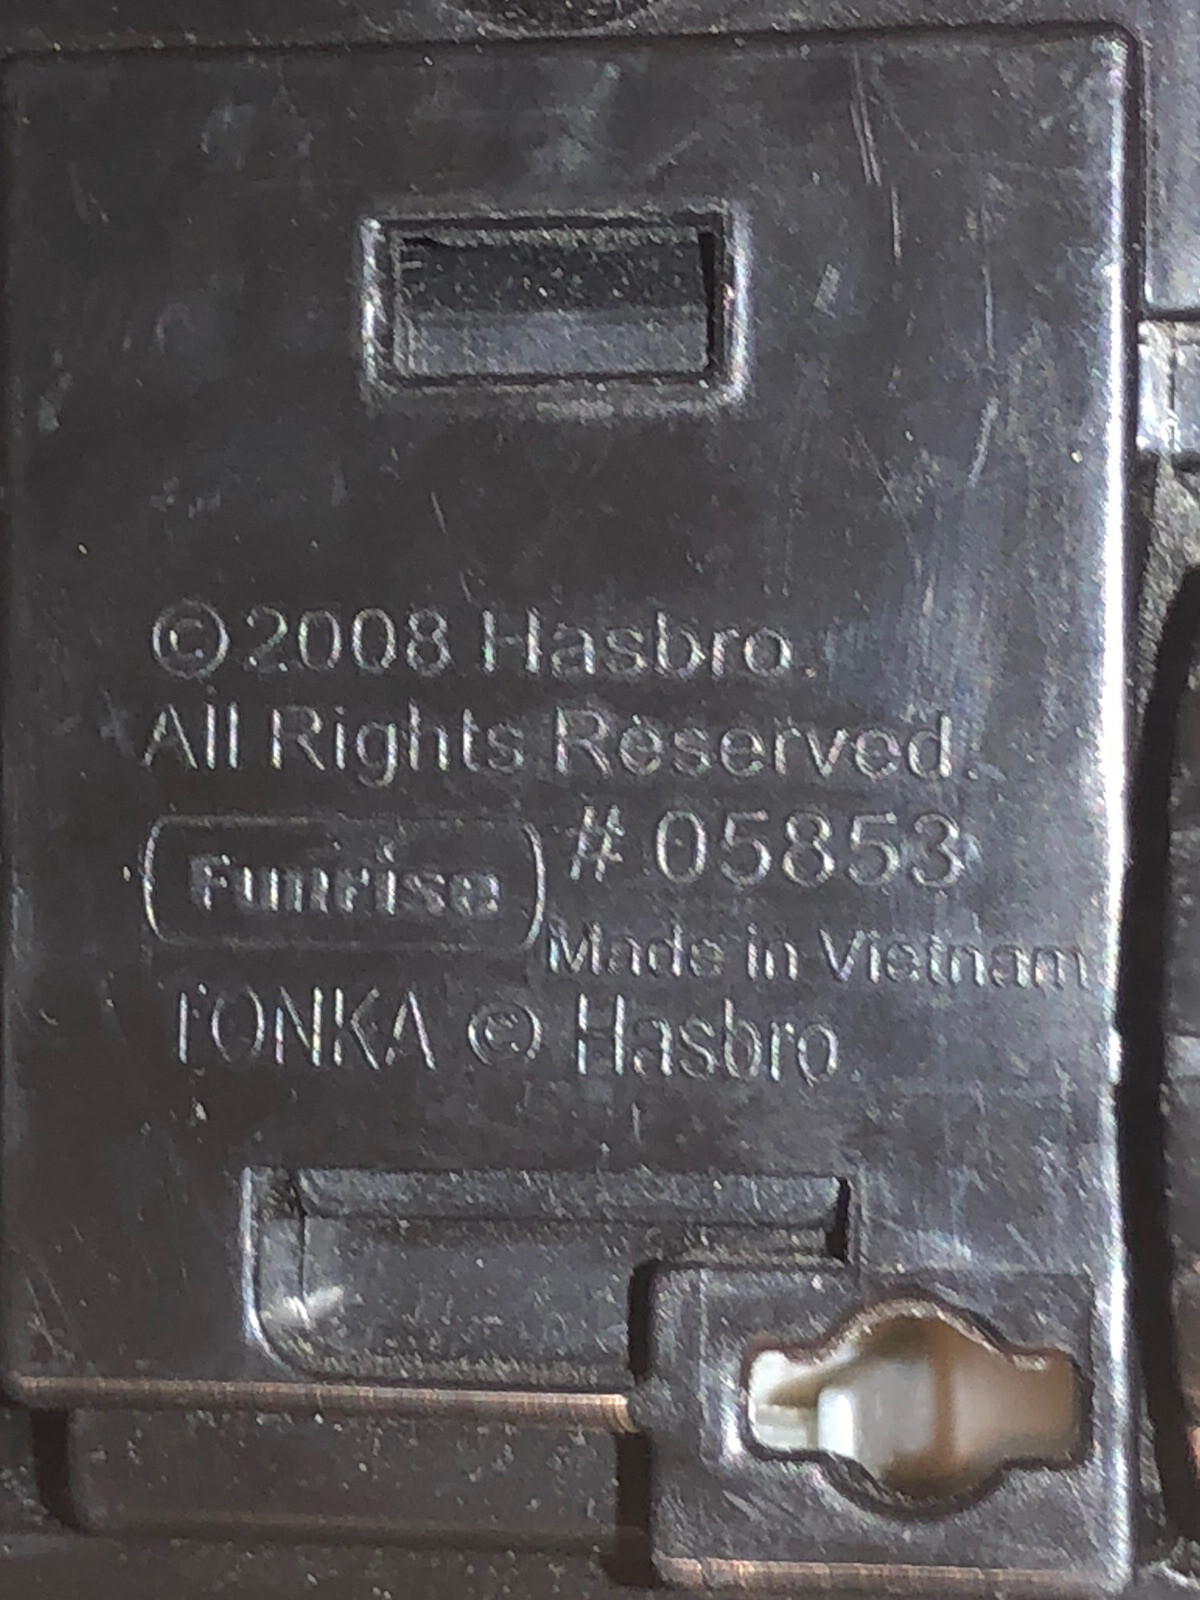 ©2008 Hasbro.
All Rights Reserved.
Funrise # 05853
Made in Vietnam
TONKA © Hasbro